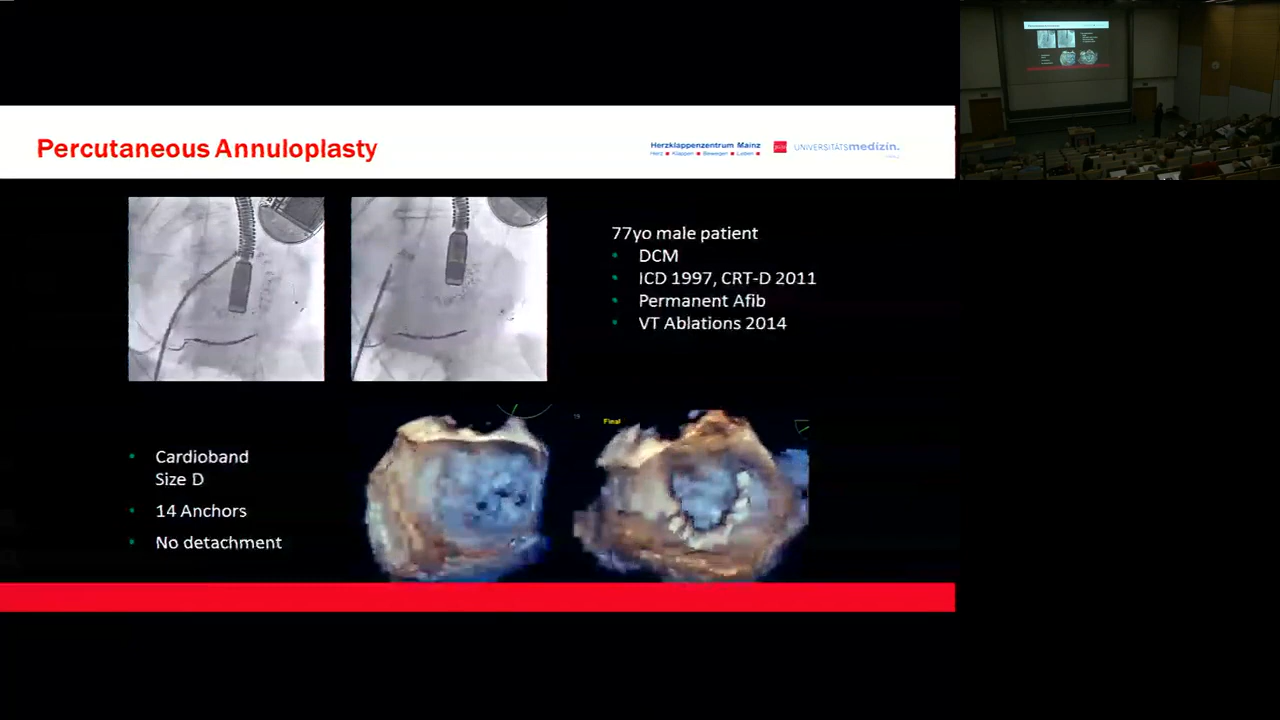 Percutaneous Annuloplasty
Herzklappenzentrum Mainz
Herz ■ Klappen ■ Bewegen ■ Leben ■
UNIVERSITÄTSmedizin.
77yo male patient
• DCM
• ICD 1997, CRT-D 2011
• Permanent Afib
• VT Ablations 2014
Final
• Cardioband
Size D
• 14 Anchors
• No detachment